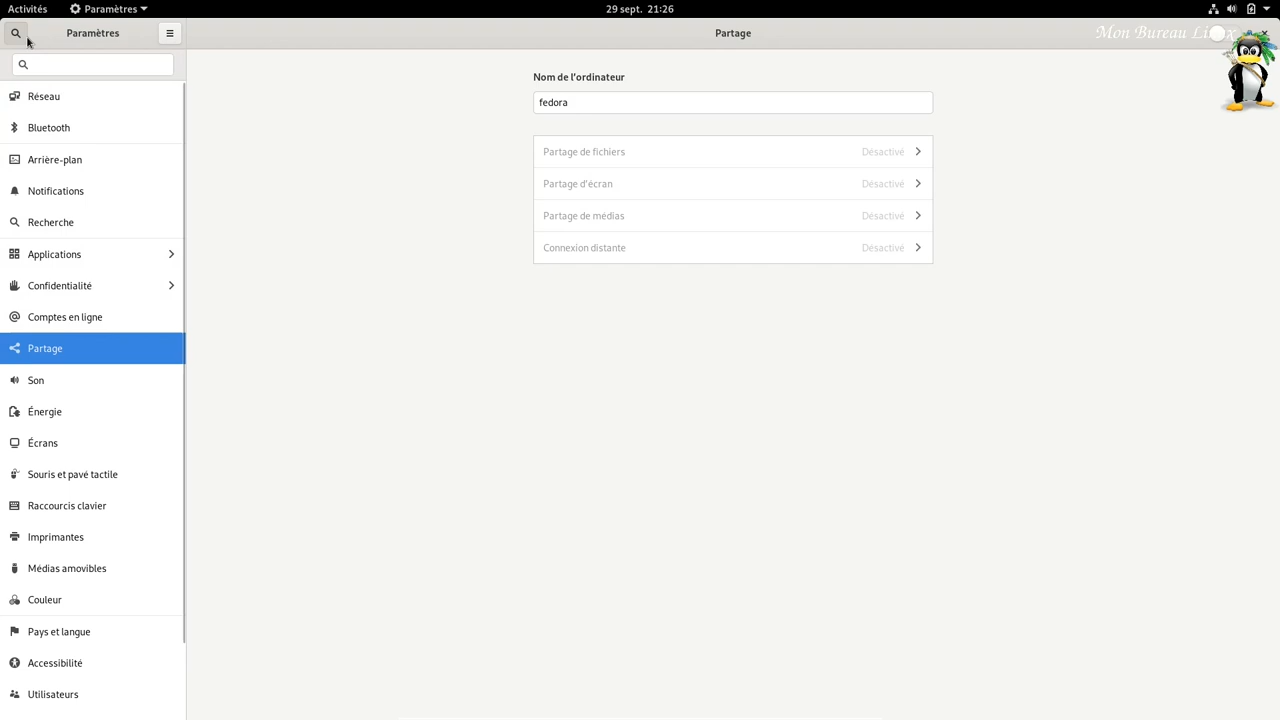 Activités
Paramètres
29 sept. 21:26
Paramètres
Partage
Mon Bureau
Réseau
Bluetooth
Arrière-plan
Notifications
Recherche
Applications
Confidentialité
Comptes en ligne
Partage
Son
Énergie
Écrans
Souris et pavé tactile
Raccourcis clavier
Imprimantes
Médias amovibles
Couleur
Pays et langue
Accessibilité
Utilisateurs
Nom de l'ordinateur
fedora
Partage de fichiers Désactivé
Partage d'écran Désactivé
Partage de médias Désactivé
Connexion distante Désactivé